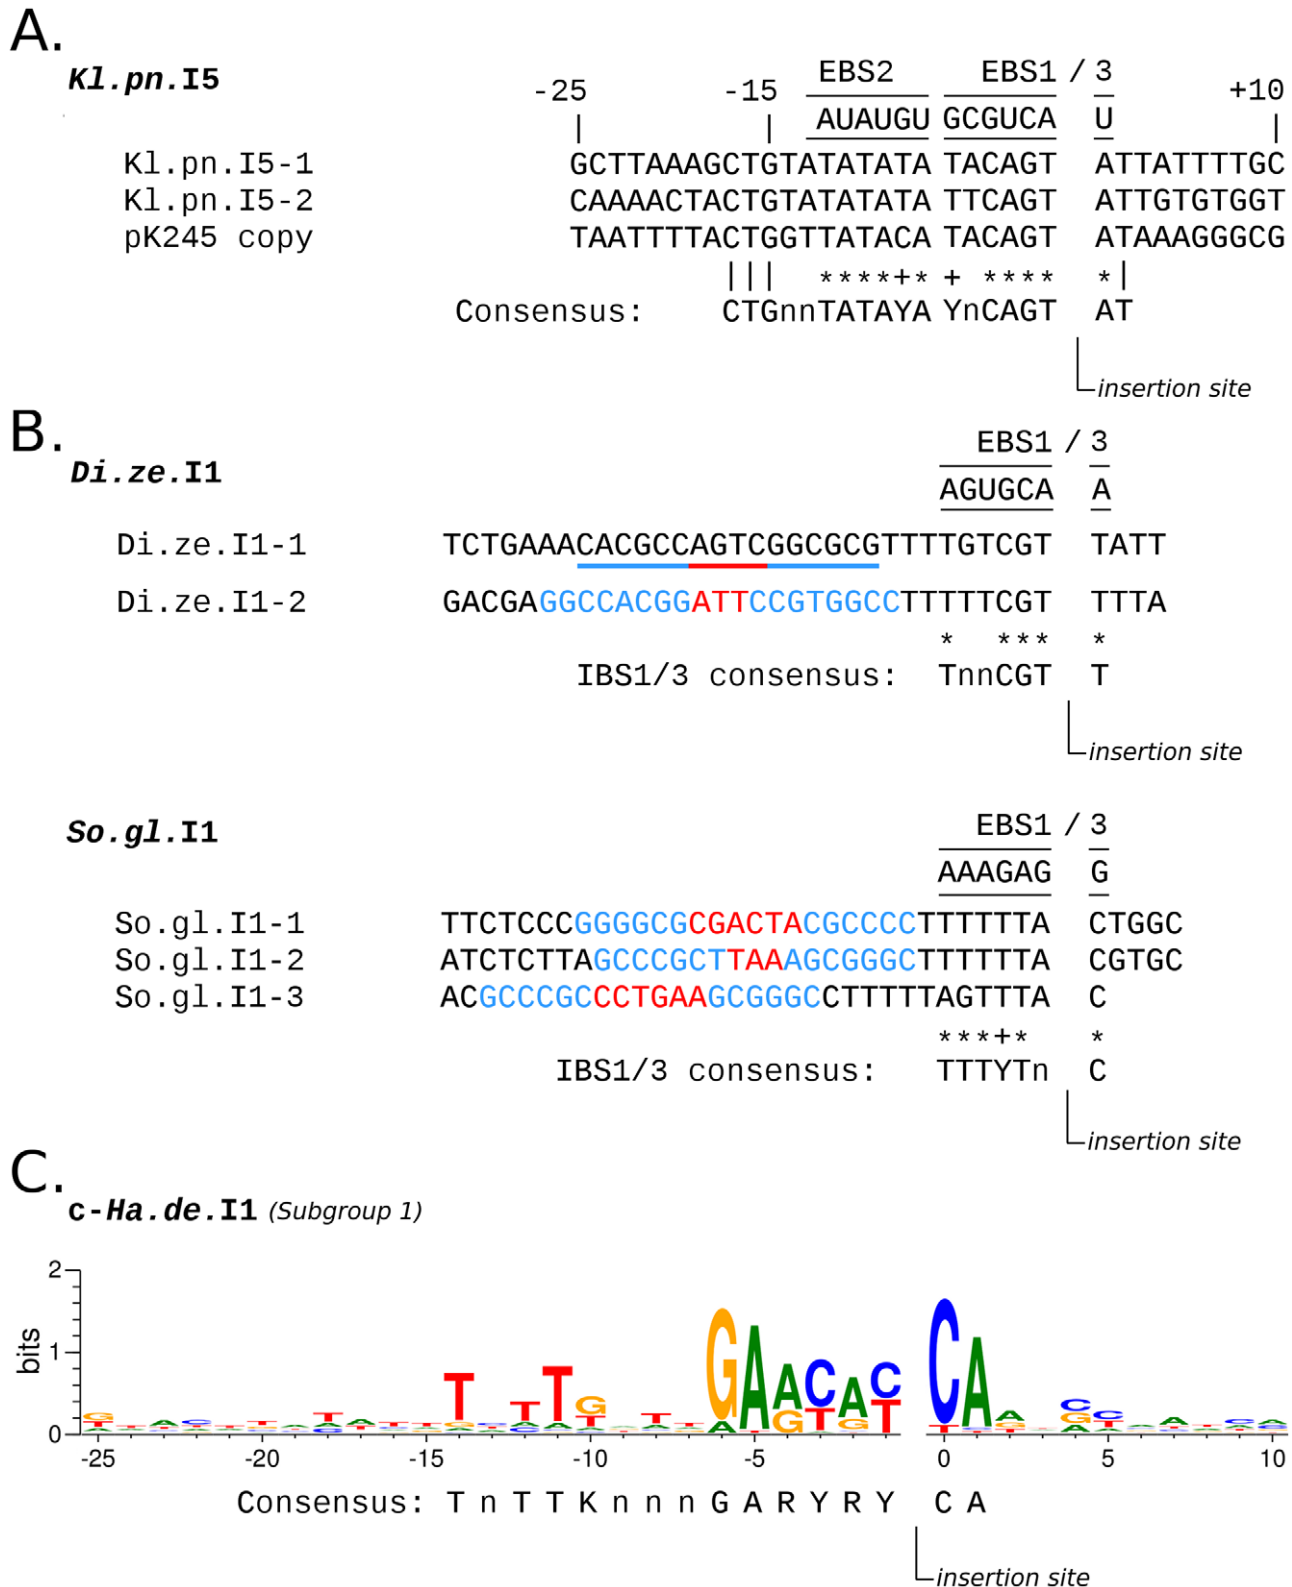 A.
Kl.pn.I5
-25 -15 EBS2 EBS1 / 3 +10
AUAUGU GCGUCA U
Kl.pn.I5-1 GCTTAAAGCTGTATATATA TACAGT ATTATTTTGC
Kl.pn.I5-2 CAAAACTACTGTATATATA TTCAGT ATTGTGTGGT
pK245 copy TAATTTTACTGGTTATACA TACAGT ATAAAGGGCG
||| ****+* + **** *|
Consensus: CTGnnTATAYA YnCAGT AT
insertion site
B.
Di.ze.I1
EBS1 / 3
AGUGCA A
Di.ze.I1-1 TCTGAAACACGCCAGTCGGCGCGTTTTGTCGT TATT
Di.ze.I1-2 GACGAGGCCACGGATTCCGTGGCCTTTTTCGT TTTA
* *** *
IBS1/3 consensus: TnnCGT T
insertion site
So.gl.I1
EBS1 / 3
AAAGAG G
So.gl.I1-1 TTCTCCCGGGGCGCGACTACGCCCCTTTTTTA CTGGC
So.gl.I1-2 ATCTCTTAGCCCGCTTAAAGCGGGCTTTTTTA CGTGC
So.gl.I1-3 ACGCCCGCCCTGAAGCGGGCCTTTTTAGTTTA C
***+* *
IBS1/3 consensus: TTTYTn C
insertion site
C.
c-Ha.de.I1 (Subgroup 1)
bits
2
1
0
-25 -20 -15 -10 -5 0 5 10
Consensus: T n T T K n n n G A R Y R Y C A
insertion site